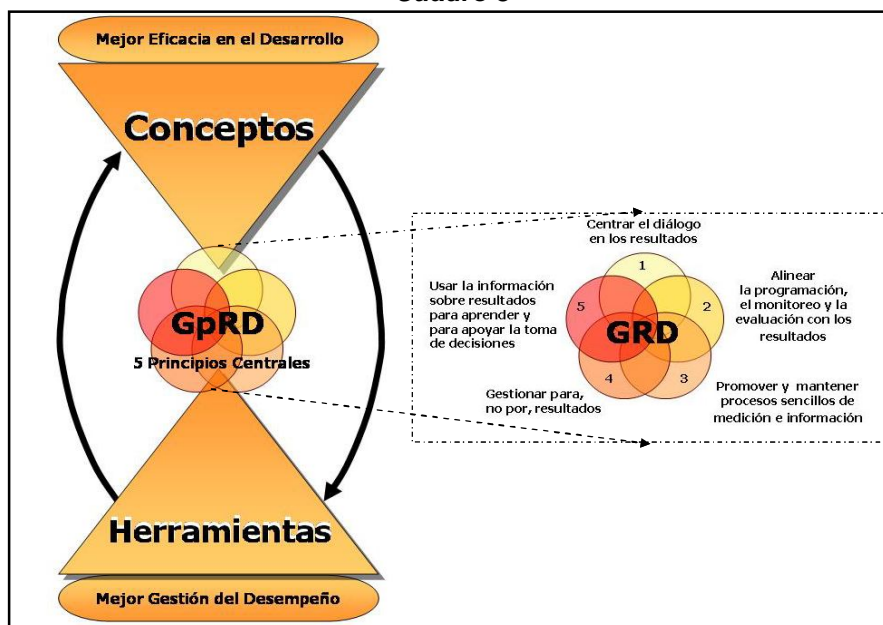 Mejor Eficacia en el Desarrollo
Conceptos
GpRD
5 Principios Centrales
Herramientas
Mejor Gestión del Desempeño
Centrar el diálogo
en los resultados
1
Alinear
la programación,
el monitoreo y la
evaluación con los
resultados
2
Promover y mantener
procesos sencillos de
medición e información
3
Gestionar para,
no por, resultados
4
Usar la información
sobre resultados
para aprender y
para apoyar la toma
de decisiones
5
GRD